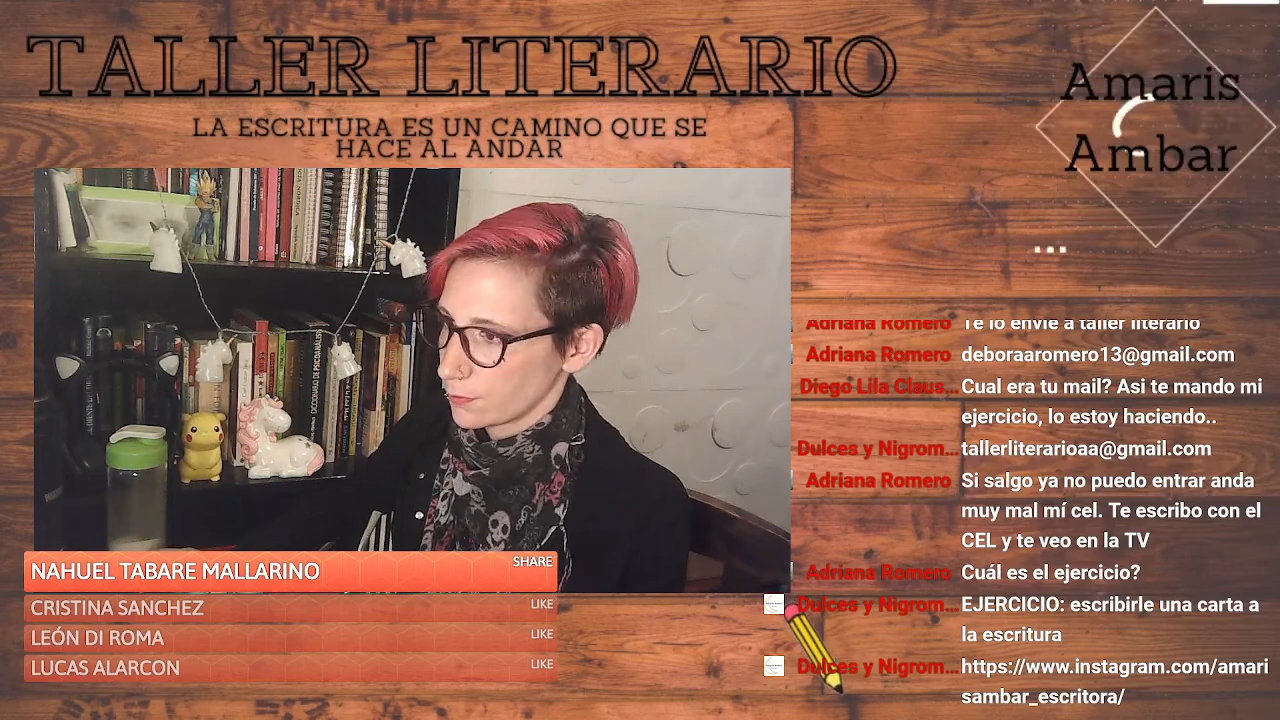 TALLER LITERARIO
LA ESCRITURA ES UN CAMINO QUE SE
HACE AL ANDAR
Amaris
Ambar
DICCIONARIO DE PSICOANÁLISIS
Adriana Romero Te lo envie a taller literario
Adriana Romero deboraaromero13@gmail.com
Diego Lila Claus... Cual era tu mail? Asi te mando mi
ejercicio, lo estoy haciendo..
Dulces y Nigrom... tallerliterarioaa@gmail.com
Adriana Romero Si salgo ya no puedo entrar anda
muy mal mí cel. Te escribo con el
CEL y te veo en la TV
Adriana Romero Cuál es el ejercicio?
Dulces y Nigrom... EJERCICIO: escribirle una carta a
la escritura
Dulces y Nigrom... https://www.instagram.com/amari
sambar_escritora/
NAHUEL TABARE MALLARINO SHARE
CRISTINA SANCHEZ LIKE
LEÓN DI ROMA LIKE
LUCAS ALARCON LIKE